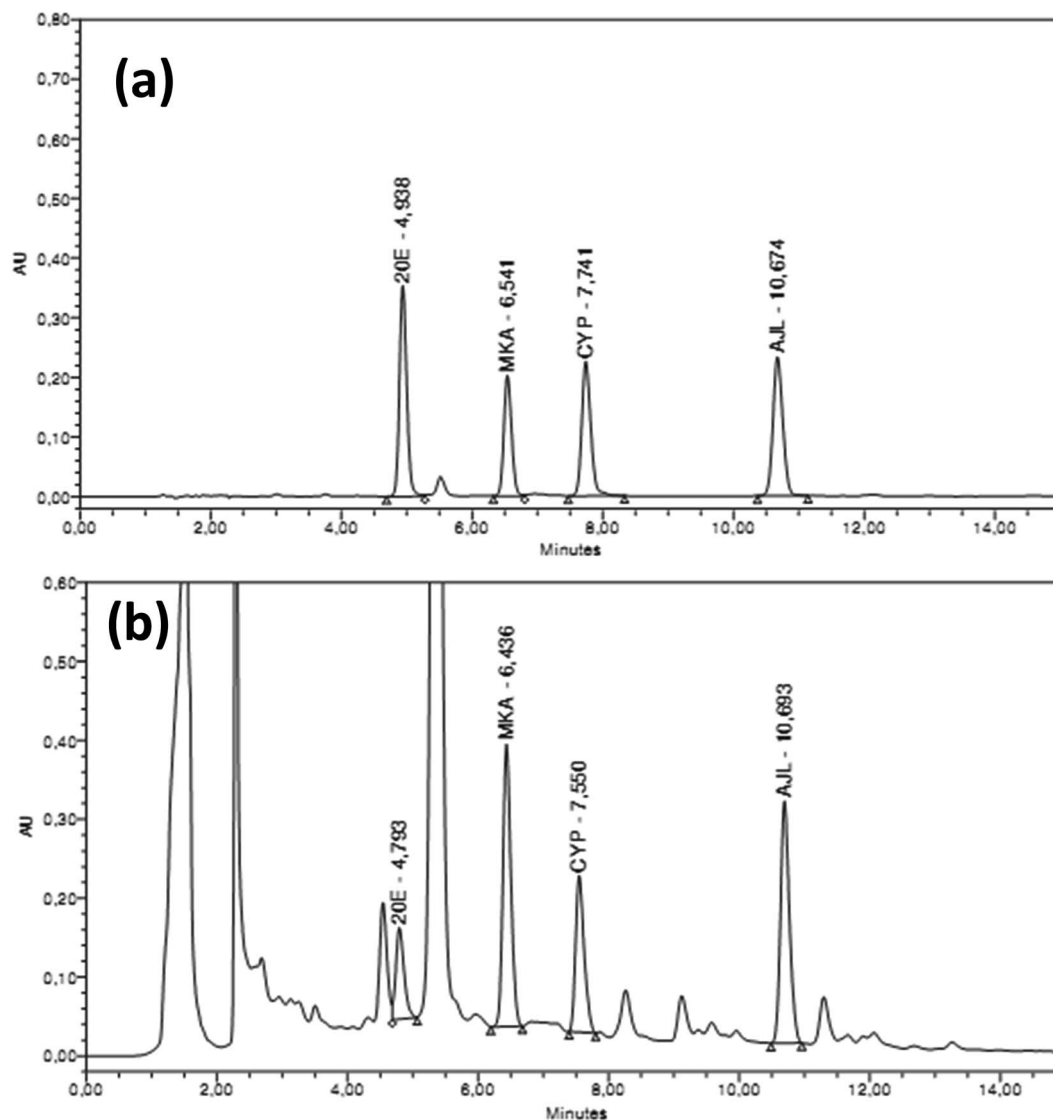 (a)
AU
0,80
0,70
0,60
0,50
0,40
0,30
0,20
0,10
0,00
20E - 4,938
MKA - 6,541
CYP - 7,741
AJL - 10,674
0,00 2,00 4,00 6,00 8,00 10,00 12,00 14,00
Minutes
(b)
AU
0,60
0,50
0,40
0,30
0,20
0,10
0,00
20E - 4,793
MKA - 6,436
CYP - 7,550
AJL - 10,693
0,00 2,00 4,00 6,00 8,00 10,00 12,00 14,00
Minutes